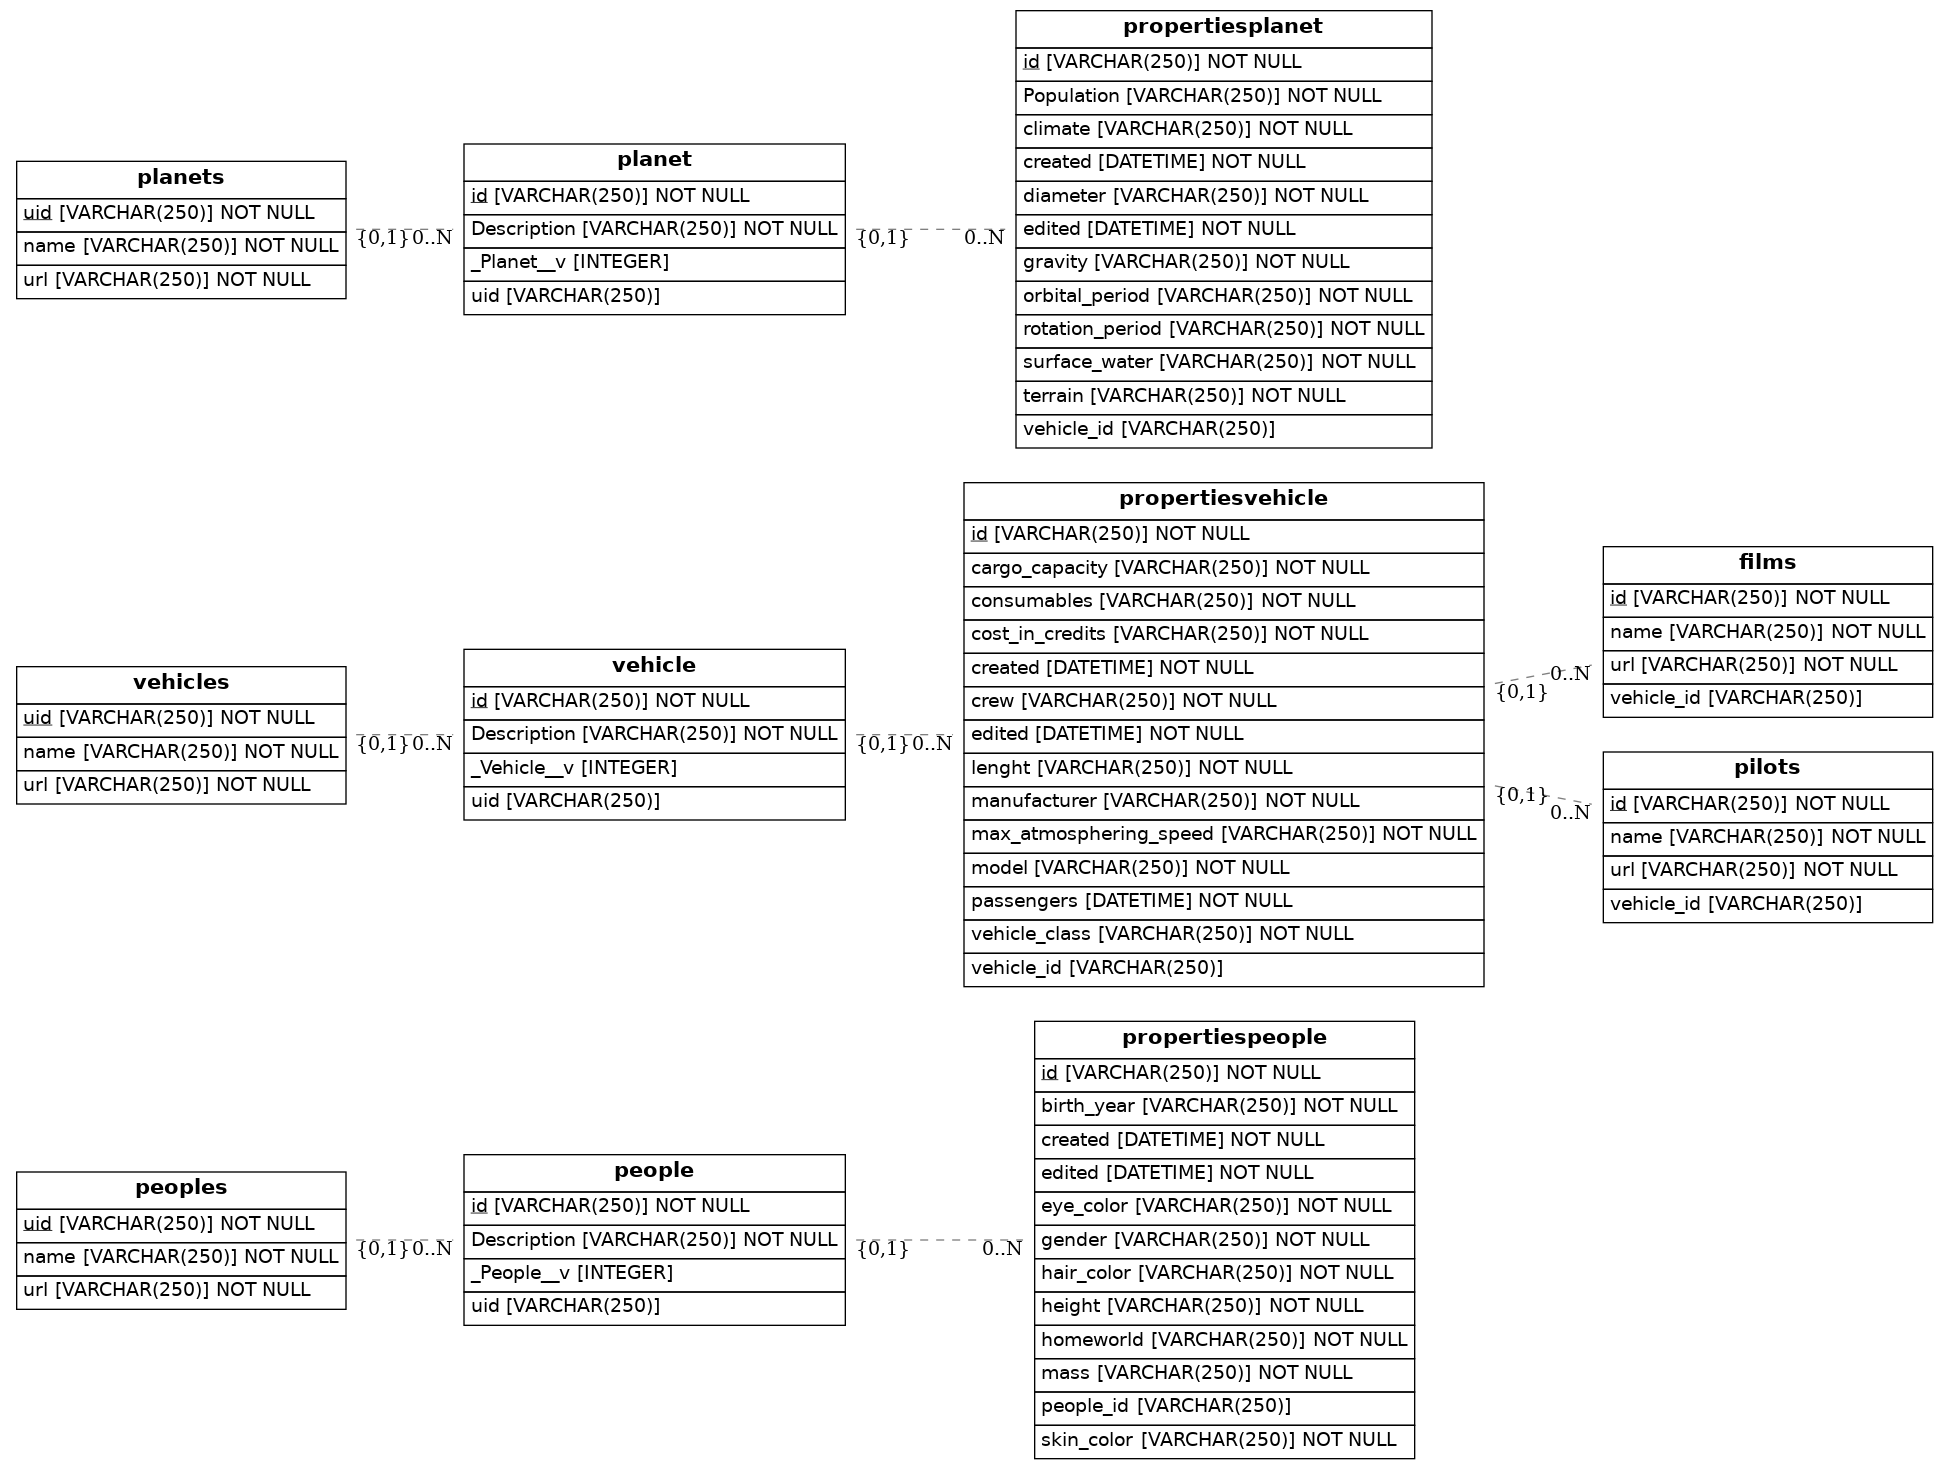 planets
uid [VARCHAR(250)] NOT NULL
name [VARCHAR(250)] NOT NULL
url [VARCHAR(250)] NOT NULL
{0,1}
0..N
planet
id [VARCHAR(250)] NOT NULL
Description [VARCHAR(250)] NOT NULL
_Planet__v [INTEGER]
uid [VARCHAR(250)]
{0,1}
0..N
propertiesplanet
id [VARCHAR(250)] NOT NULL
Population [VARCHAR(250)] NOT NULL
climate [VARCHAR(250)] NOT NULL
created [DATETIME] NOT NULL
diameter [VARCHAR(250)] NOT NULL
edited [DATETIME] NOT NULL
gravity [VARCHAR(250)] NOT NULL
orbital_period [VARCHAR(250)] NOT NULL
rotation_period [VARCHAR(250)] NOT NULL
surface_water [VARCHAR(250)] NOT NULL
terrain [VARCHAR(250)] NOT NULL
vehicle_id [VARCHAR(250)]
vehicles
uid [VARCHAR(250)] NOT NULL
name [VARCHAR(250)] NOT NULL
url [VARCHAR(250)] NOT NULL
{0,1}
0..N
vehicle
id [VARCHAR(250)] NOT NULL
Description [VARCHAR(250)] NOT NULL
_Vehicle__v [INTEGER]
uid [VARCHAR(250)]
{0,1}
0..N
propertiesvehicle
id [VARCHAR(250)] NOT NULL
cargo_capacity [VARCHAR(250)] NOT NULL
consumables [VARCHAR(250)] NOT NULL
cost_in_credits [VARCHAR(250)] NOT NULL
created [DATETIME] NOT NULL
crew [VARCHAR(250)] NOT NULL
edited [DATETIME] NOT NULL
lenght [VARCHAR(250)] NOT NULL
manufacturer [VARCHAR(250)] NOT NULL
max_atmosphering_speed [VARCHAR(250)] NOT NULL
model [VARCHAR(250)] NOT NULL
passengers [DATETIME] NOT NULL
vehicle_class [VARCHAR(250)] NOT NULL
vehicle_id [VARCHAR(250)]
{0,1}
0..N
films
id [VARCHAR(250)] NOT NULL
name [VARCHAR(250)] NOT NULL
url [VARCHAR(250)] NOT NULL
vehicle_id [VARCHAR(250)]
{0,1}
0..N
pilots
id [VARCHAR(250)] NOT NULL
name [VARCHAR(250)] NOT NULL
url [VARCHAR(250)] NOT NULL
vehicle_id [VARCHAR(250)]
peoples
uid [VARCHAR(250)] NOT NULL
name [VARCHAR(250)] NOT NULL
url [VARCHAR(250)] NOT NULL
{0,1}
0..N
people
id [VARCHAR(250)] NOT NULL
Description [VARCHAR(250)] NOT NULL
_People__v [INTEGER]
uid [VARCHAR(250)]
{0,1}
0..N
propertiespeople
id [VARCHAR(250)] NOT NULL
birth_year [VARCHAR(250)] NOT NULL
created [DATETIME] NOT NULL
edited [DATETIME] NOT NULL
eye_color [VARCHAR(250)] NOT NULL
gender [VARCHAR(250)] NOT NULL
hair_color [VARCHAR(250)] NOT NULL
height [VARCHAR(250)] NOT NULL
homeworld [VARCHAR(250)] NOT NULL
mass [VARCHAR(250)] NOT NULL
people_id [VARCHAR(250)]
skin_color [VARCHAR(250)] NOT NULL